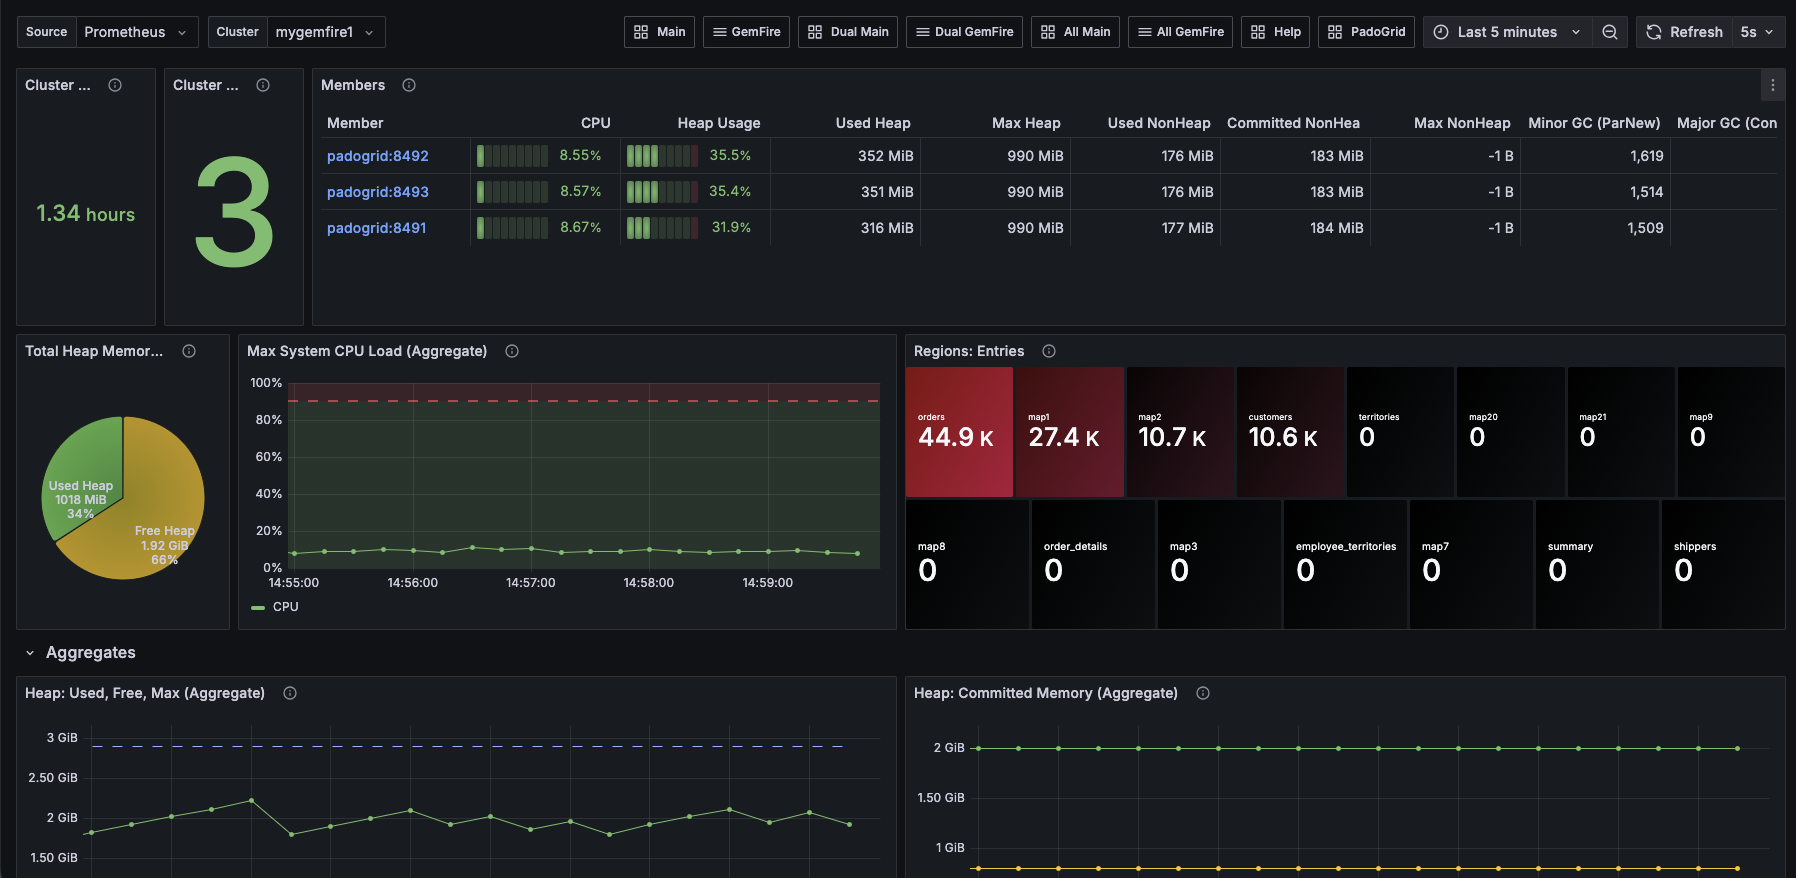 Source Prometheus Cluster mygemfire1 Main GemFire Dual Main Dual GemFire All Main All GemFire Help PadoGrid Last 5 minutes Refresh 5s
Cluster ... Cluster ... Members
Member CPU Heap Usage Used Heap Max Heap Used NonHeap Committed NonHea Max NonHeap Minor GC (ParNew) Major GC (Con
padogrid:8492 8.55% 35.5% 352 MiB 990 MiB 176 MiB 183 MiB -1 B 1,619
padogrid:8493 8.57% 35.4% 351 MiB 990 MiB 176 MiB 183 MiB -1 B 1,514
padogrid:8491 8.67% 31.9% 316 MiB 990 MiB 177 MiB 184 MiB -1 B 1,509
1.34 hours
3
Total Heap Memor...
Used Heap
1018 MiB
34%
Free Heap
1.92 GiB
66%
Max System CPU Load (Aggregate)
100%
80%
60%
40%
20%
0%
14:55:00 14:56:00 14:57:00 14:58:00 14:59:00
CPU
Regions: Entries
orders map1 map2 customers territories map20 map21 map9
44.9 K 27.4 K 10.7 K 10.6 K 0 0 0 0
map8 order_details map3 employee_territories map7 summary shippers
0 0 0 0 0 0 0
Aggregates
Heap: Used, Free, Max (Aggregate)
3 GiB
2.50 GiB
2 GiB
1.50 GiB
Heap: Committed Memory (Aggregate)
2 GiB
1.50 GiB
1 GiB